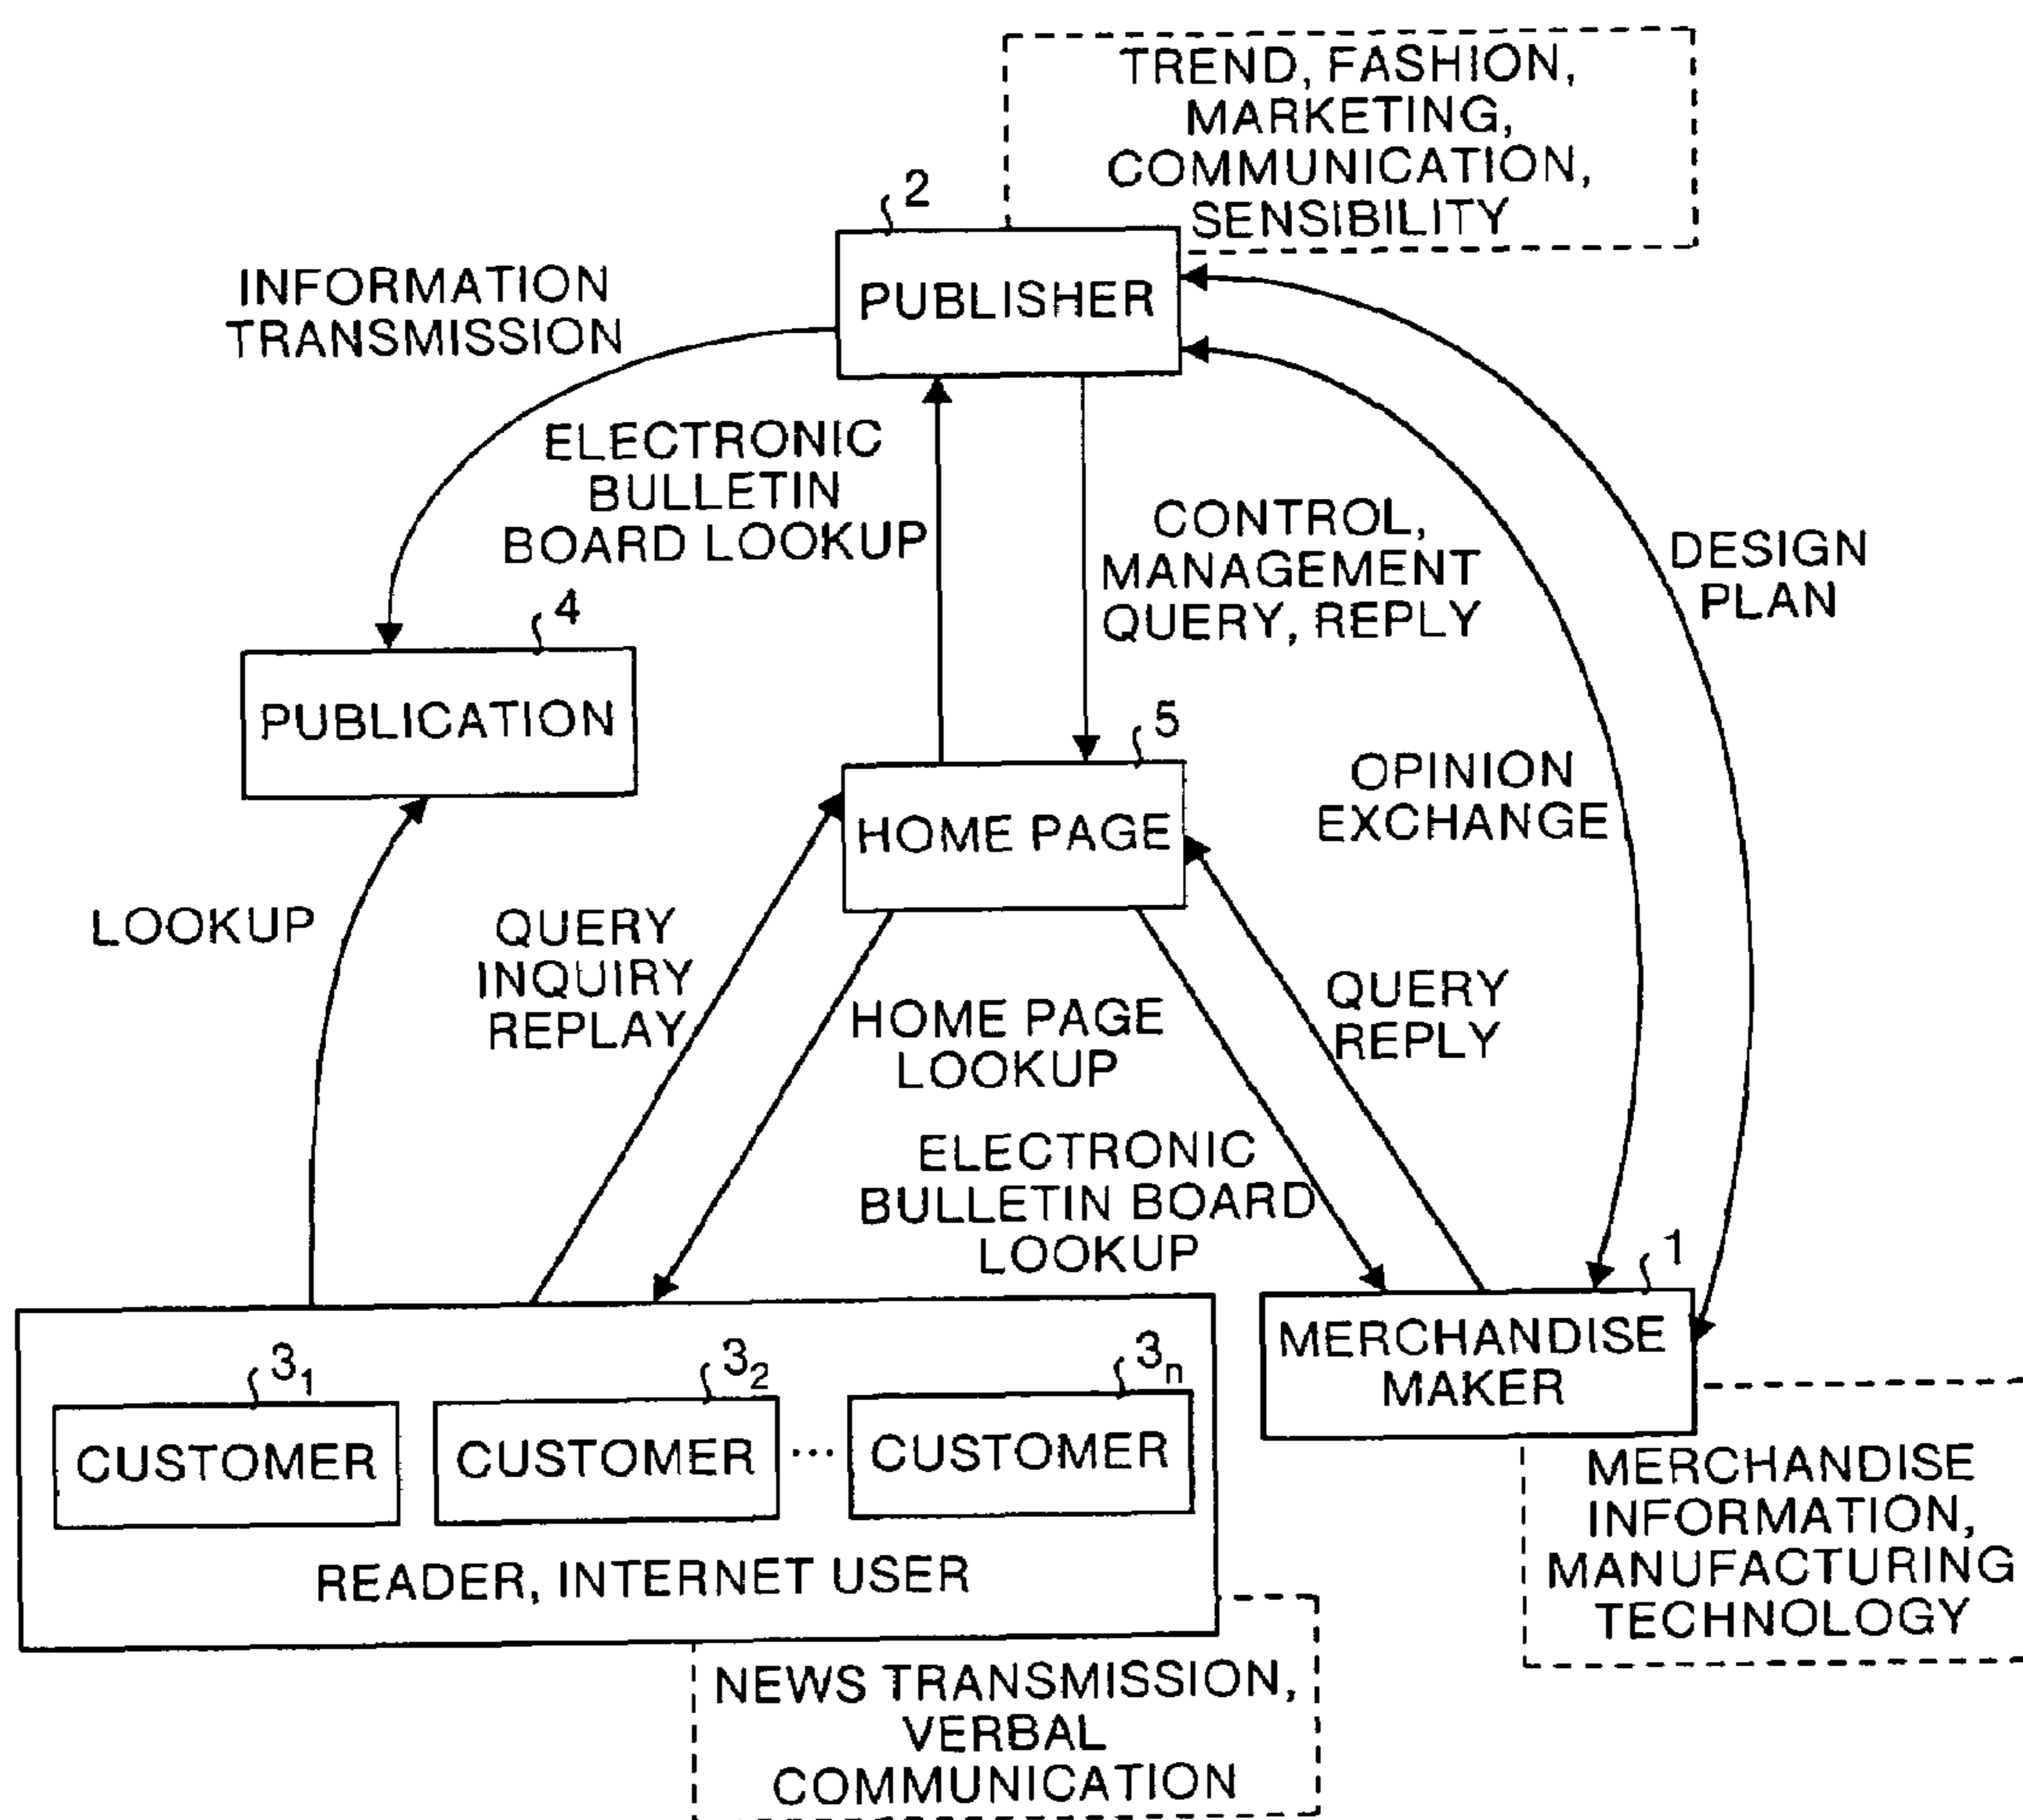 TREND, FASHION,
MARKETING,
COMMUNICATION,
SENSIBILITY
2
PUBLISHER
INFORMATION
TRANSMISSION
ELECTRONIC
BULLETIN
BOARD LOOKUP
CONTROL,
MANAGEMENT
QUERY, REPLY
DESIGN
PLAN
4
PUBLICATION
5
HOME PAGE
OPINION
EXCHANGE
LOOKUP
QUERY
INQUIRY
REPLAY
HOME PAGE
LOOKUP
QUERY
REPLY
ELECTRONIC
BULLETIN BOARD
LOOKUP
1
MERCHANDISE
MAKER
3₁
CUSTOMER
3₂
CUSTOMER
...
3ₙ
CUSTOMER
READER, INTERNET USER
MERCHANDISE
INFORMATION,
MANUFACTURING
TECHNOLOGY
NEWS TRANSMISSION,
VERBAL
COMMUNICATION